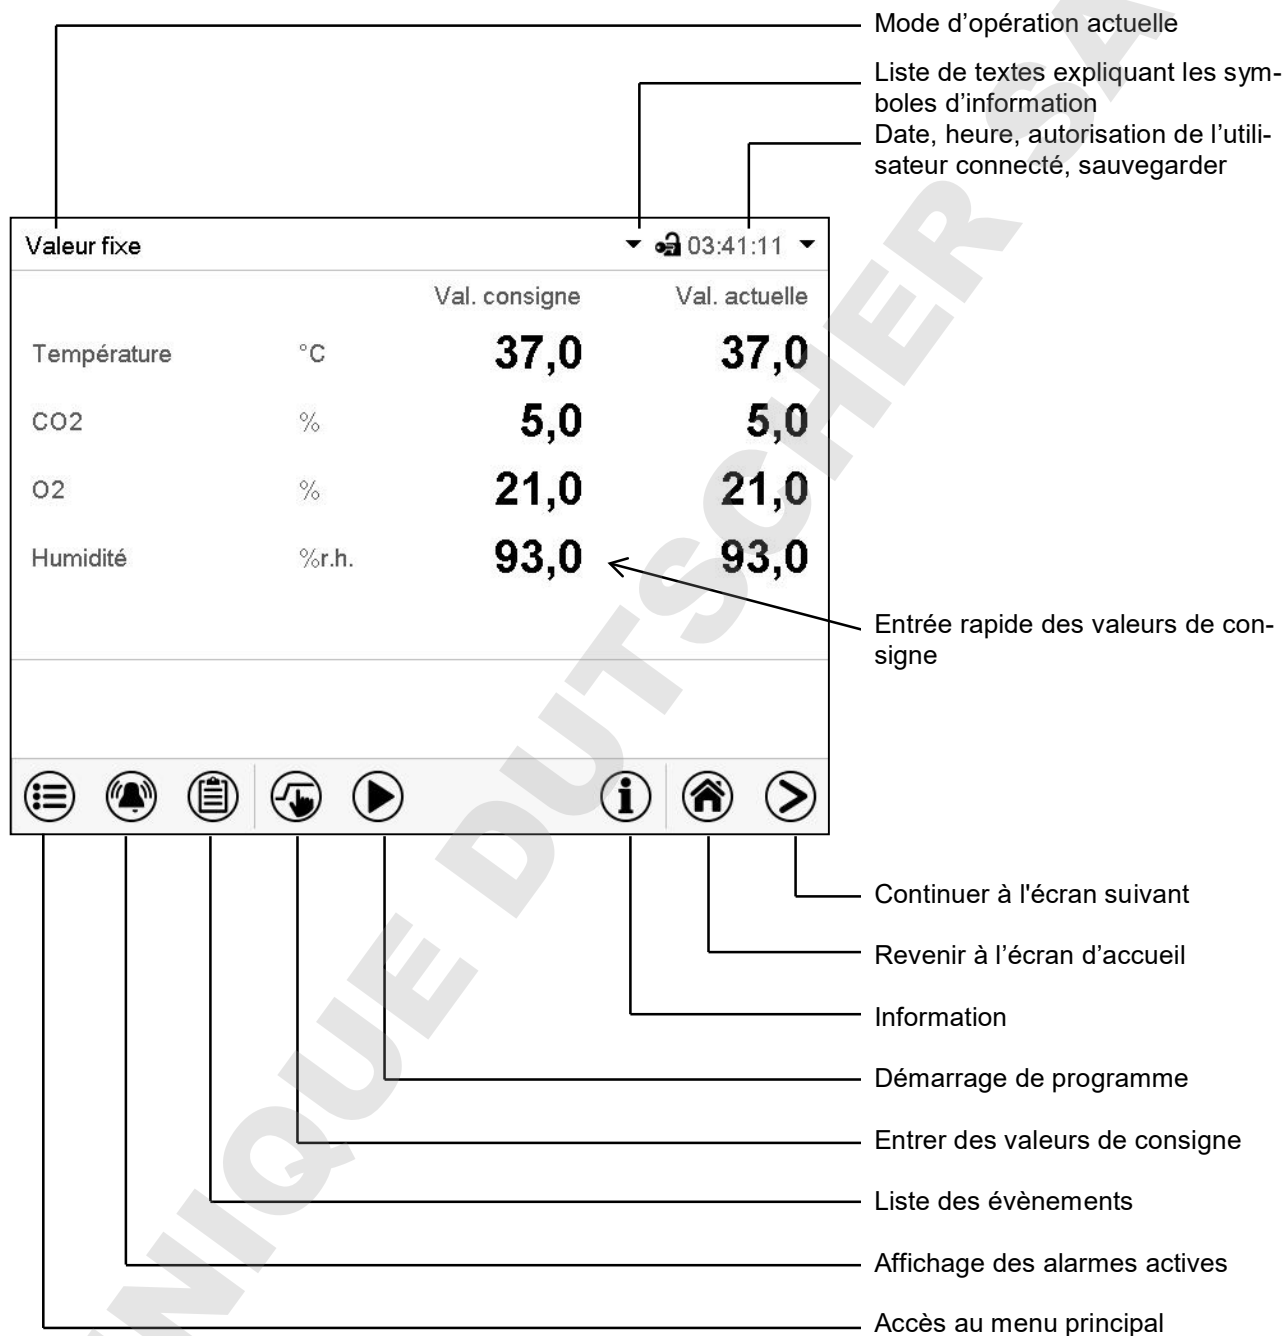 Mode d’opération actuelle
Liste de textes expliquant les sym-
boles d’information
Date, heure, autorisation de l’utili-
sateur connecté, sauvegarder
Valeur fixe
03:41:11
Val. consigne Val. actuelle
Température °C 37,0 37,0
CO2 % 5,0 5,0
O2 % 21,0 21,0
Humidité %r.h. 93,0 93,0
Entrée rapide des valeurs de con-
signe
Continuer à l'écran suivant
Revenir à l’écran d’accueil
Information
Démarrage de programme
Entrer des valeurs de consigne
Liste des évènements
Affichage des alarmes actives
Accès au menu principal
NIQUE DUTSCHER SA